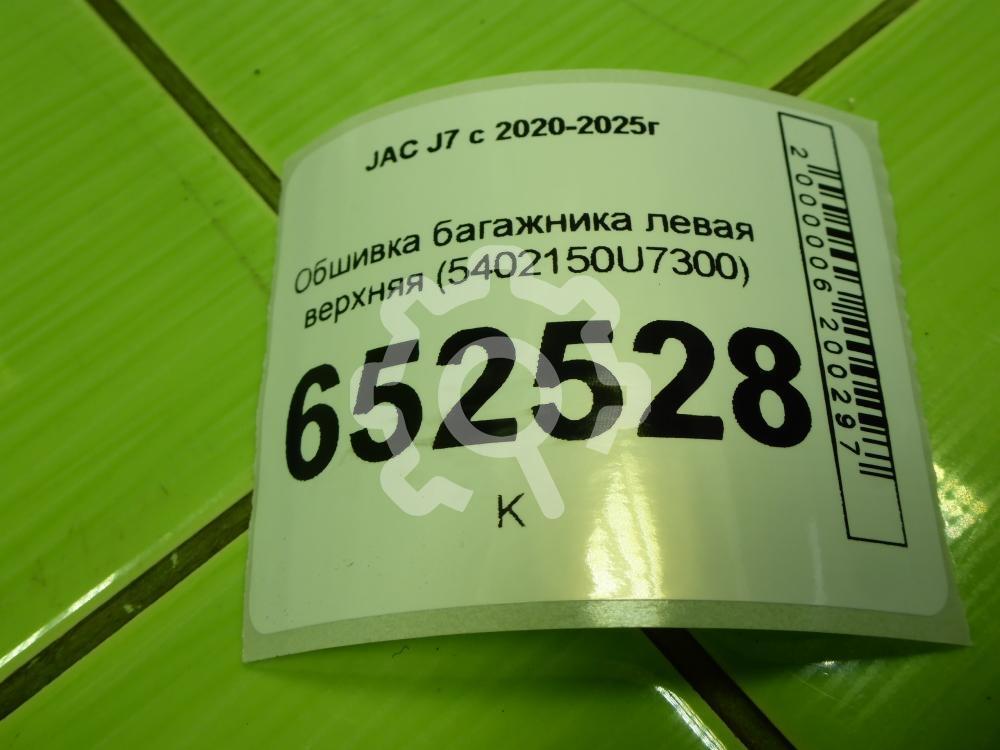 JAC J7 с 2020-2025г
Обшивка багажника левая
верхняя (5402150U7300)
652528
К
2000006200297